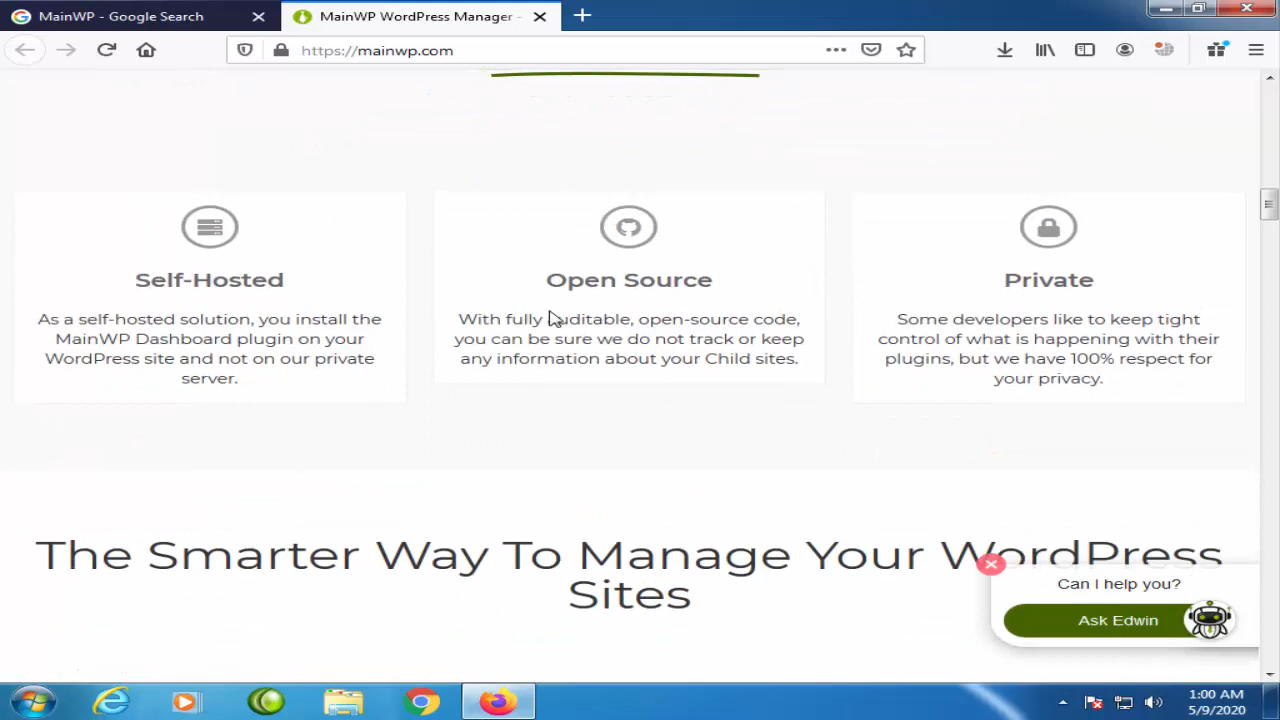 MainWP - Google Search
MainWP WordPress Manager -
https://mainwp.com
Self-Hosted
As a self-hosted solution, you install the
MainWP Dashboard plugin on your
WordPress site and not on our private
server.
Open Source
With fully auditable, open-source code,
you can be sure we do not track or keep
any information about your Child sites.
Private
Some developers like to keep tight
control of what is happening with their
plugins, but we have 100% respect for
your privacy.
The Smarter Way To Manage Your WordPress
Sites
Can I help you?
Ask Edwin
1:00 AM
5/9/2020